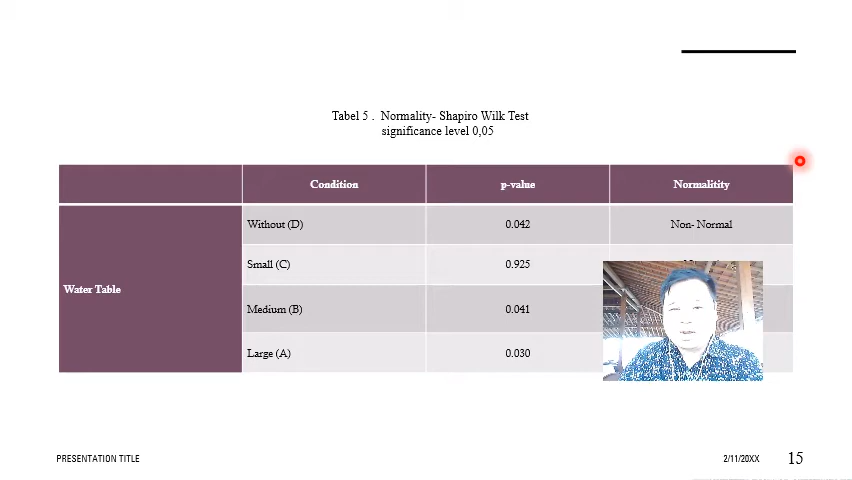 Tabel 5 . Normality- Shapiro Wilk Test
significance level 0,05
Condition p-value Normalitity
Without (D) 0.042 Non- Normal
Small (C) 0.925
Water Table
Medium (B) 0.041
Large (A) 0.030
PRESENTATION TITLE 2/11/20XX 15